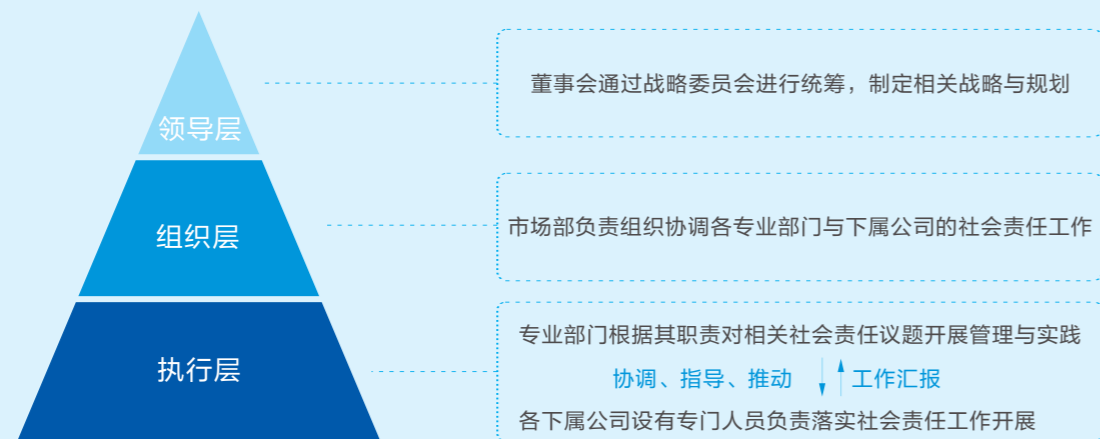 领导层
董事会通过战略委员会进行统筹，制定相关战略与规划
组织层
市场部负责组织协调各专业部门与下属公司的社会责任工作
执行层
专业部门根据其职责对相关社会责任议题开展管理与实践
协调、指导、推动 工作汇报
各下属公司设有专门人员负责落实社会责任工作开展